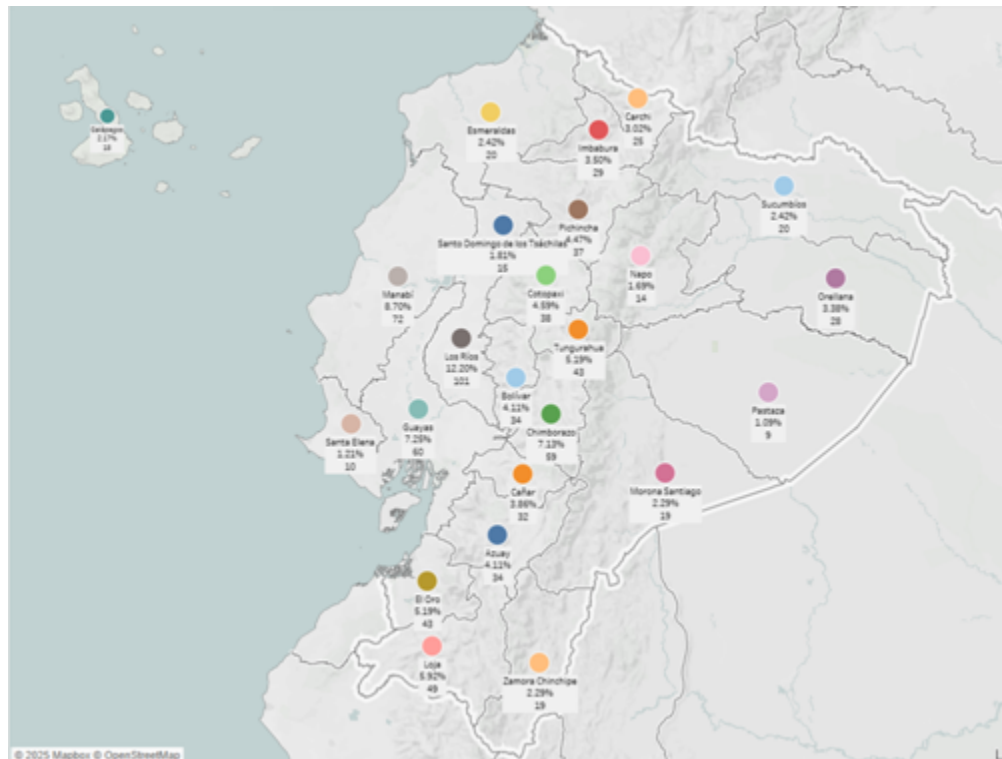 Carchi
3.02%
25
Esmeraldas
2.42%
20
Imbabura
3.50%
29
Galápagos
2.17%
18
Sucumbíos
2.42%
20
Pichincha
4.47%
37
Santo Domingo de los Tsáchilas
1.81%
15
Napo
1.69%
14
Manabí
8.70%
72
Cotopaxi
4.59%
38
Orellana
3.38%
28
Los Ríos
12.20%
101
Tungurahua
5.19%
43
Bolívar
4.11%
34
Pastaza
1.09%
9
Guayas
7.25%
60
Chimborazo
7.13%
59
Santa Elena
1.21%
10
Cañar
3.86%
32
Morona Santiago
2.29%
19
Azuay
4.11%
34
El Oro
5.19%
43
Loja
5.92%
49
Zamora Chinchipe
2.29%
19
© 2025 Mapbox © OpenStreetMap